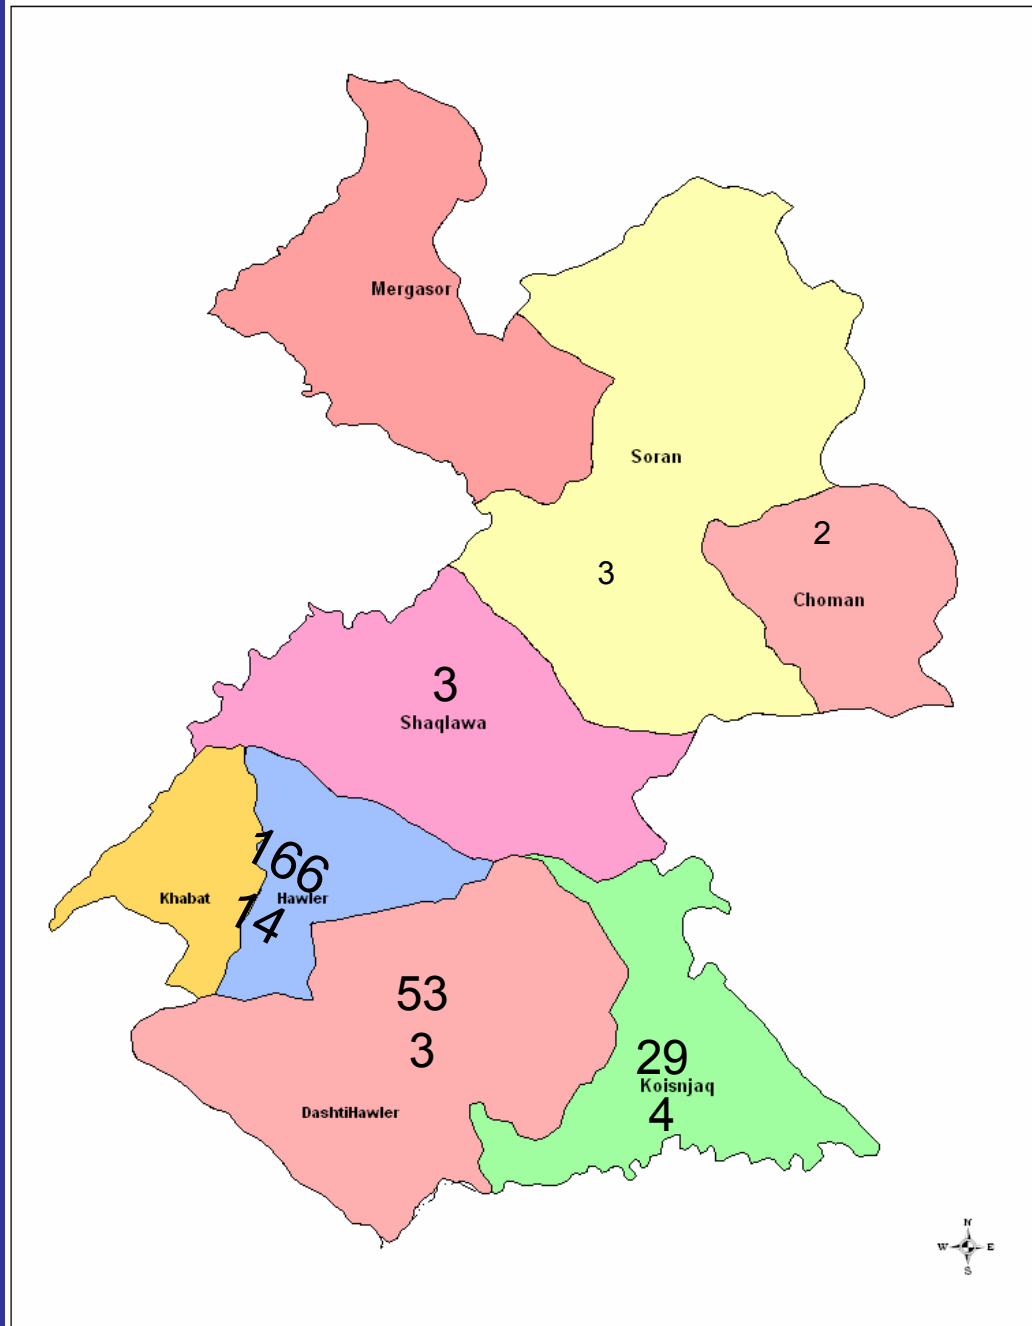 Mergasor
Soran
2
3
Choman
3
Shaqlawa
166
Khabat
Hawler
14
53
3
29
Koisnjaq
DashtiHawler
4
N
W E
S